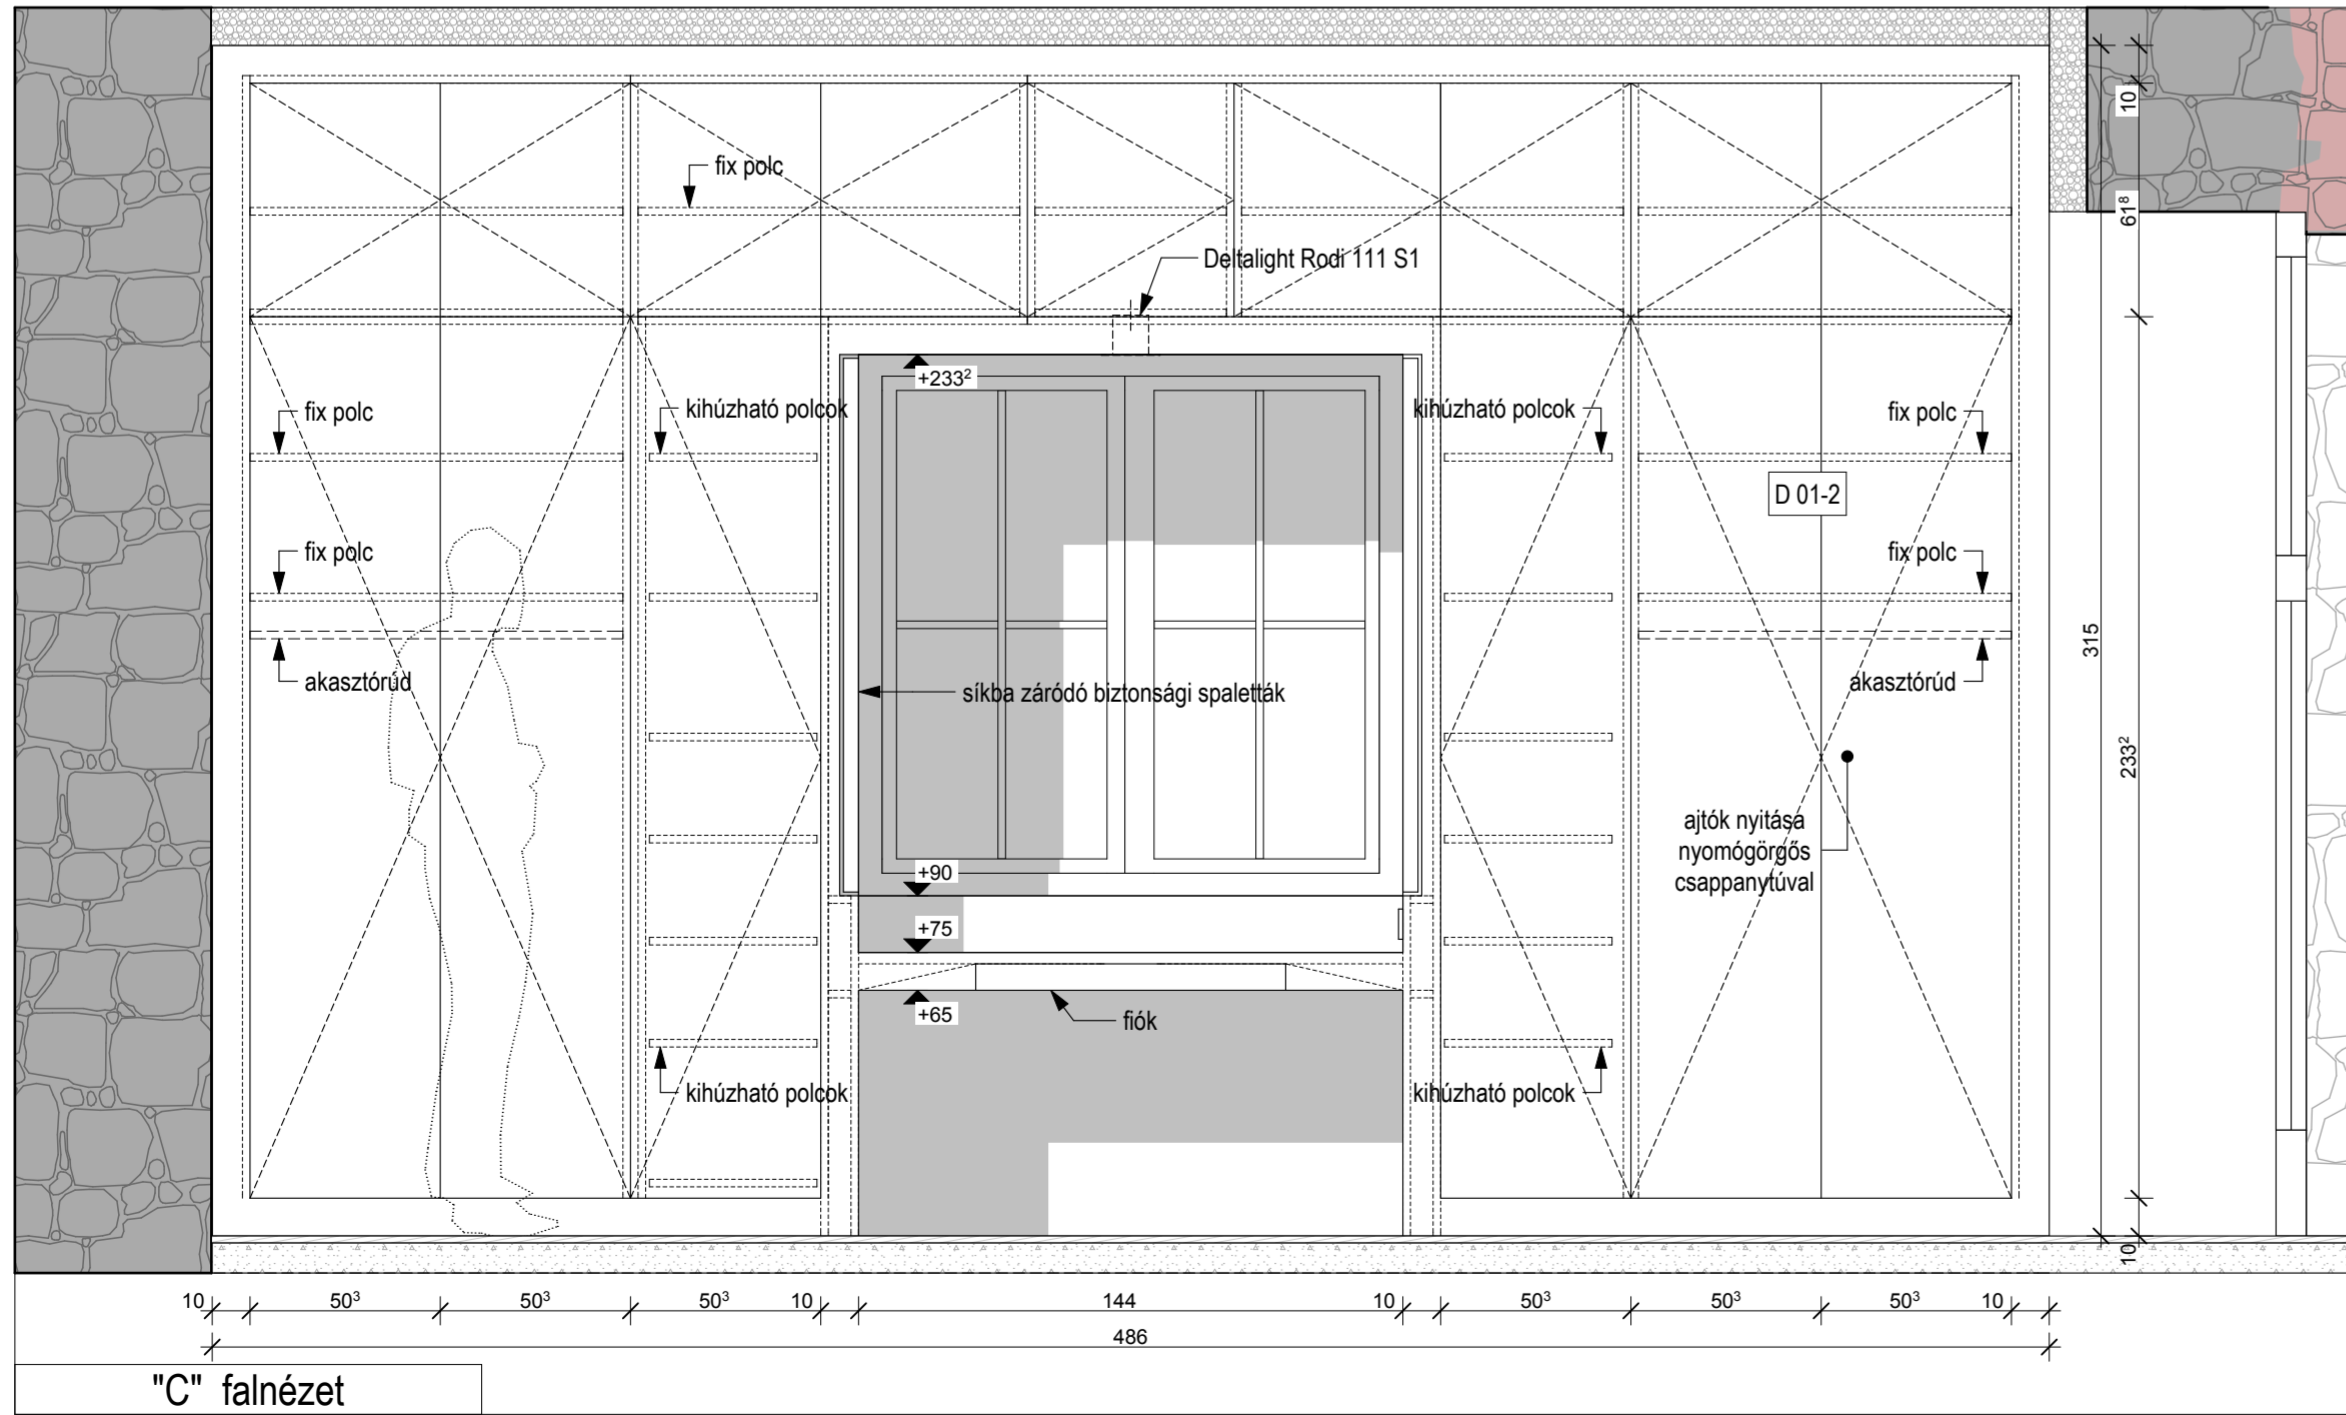 10
fix polc
61⁸
Deltalight Rodi 111 S1
+233²
fix polc
kihúzható polcok
kihúzható polcok
fix polc
D 01-2
fix polc
fix polc
315
akasztórúd
síkba záródó biztonsági spaletták
akasztórúd
233²
ajtók nyitása
nyomógörgős
csappanytúval
+90
+75
+65
fiók
kihúzható polcok
kihúzható polcok
10
10 50³ 50³ 50³ 10 144 10 50³ 50³ 50³ 10
486
"C" falnézet